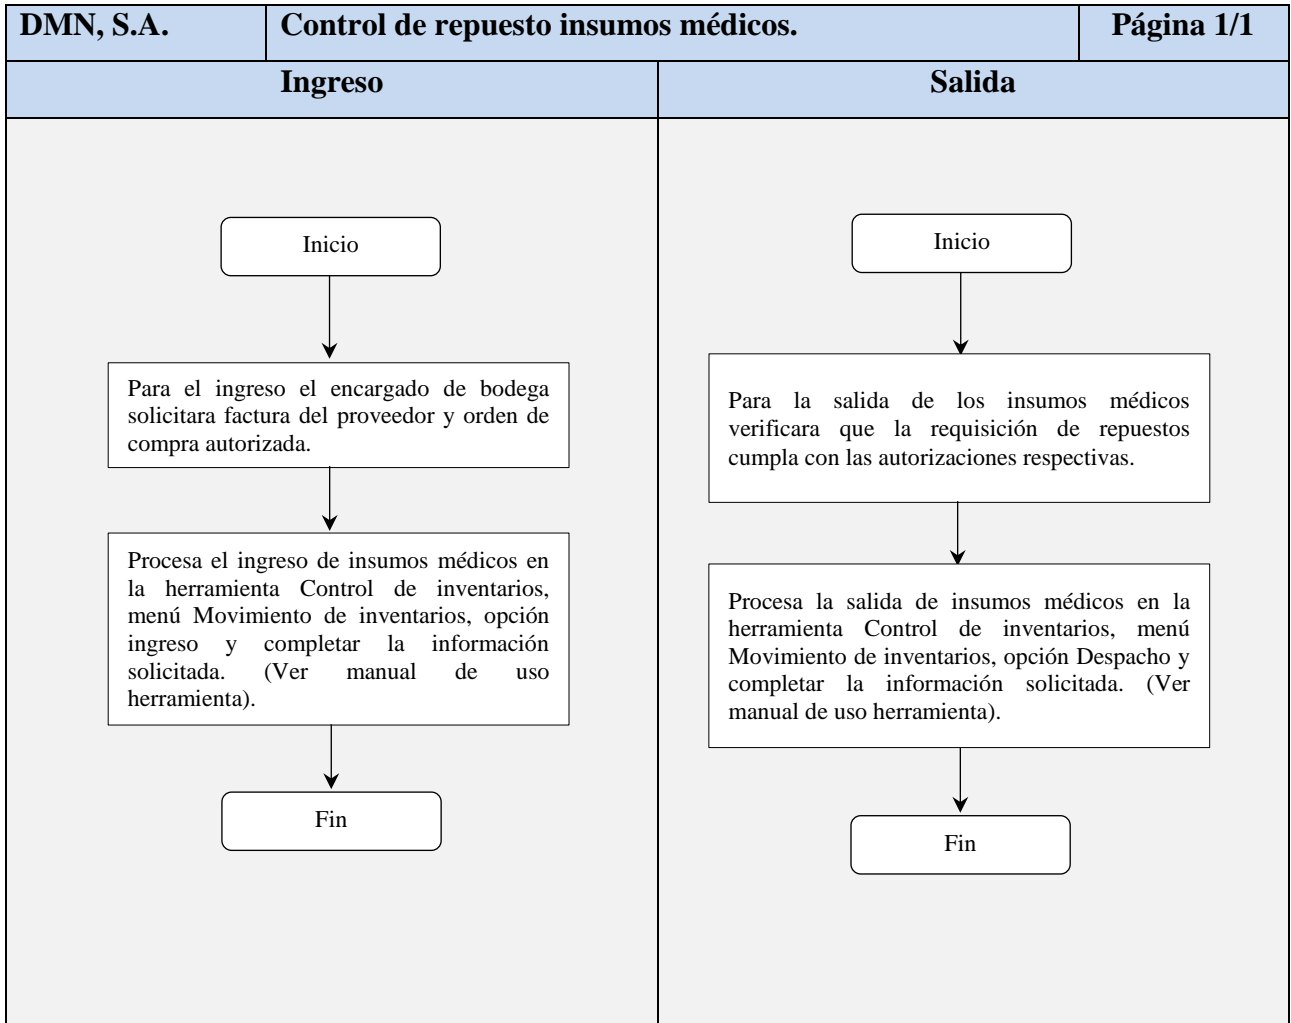 DMN, S.A.
Control de repuesto insumos médicos.
Página 1/1
Ingreso
Salida
Inicio
Para el ingreso el encargado de bodega
solicitara factura del proveedor y orden de
compra autorizada.
Procesa el ingreso de insumos médicos en
la herramienta Control de inventarios,
menú Movimiento de inventarios, opción
ingreso y completar la información
solicitada. (Ver manual de uso
herramienta).
Fin
Inicio
Para la salida de los insumos médicos
verificara que la requisición de repuestos
cumpla con las autorizaciones respectivas.
Procesa la salida de insumos médicos en la
herramienta Control de inventarios, menú
Movimiento de inventarios, opción Despacho y
completar la información solicitada. (Ver
manual de uso herramienta).
Fin